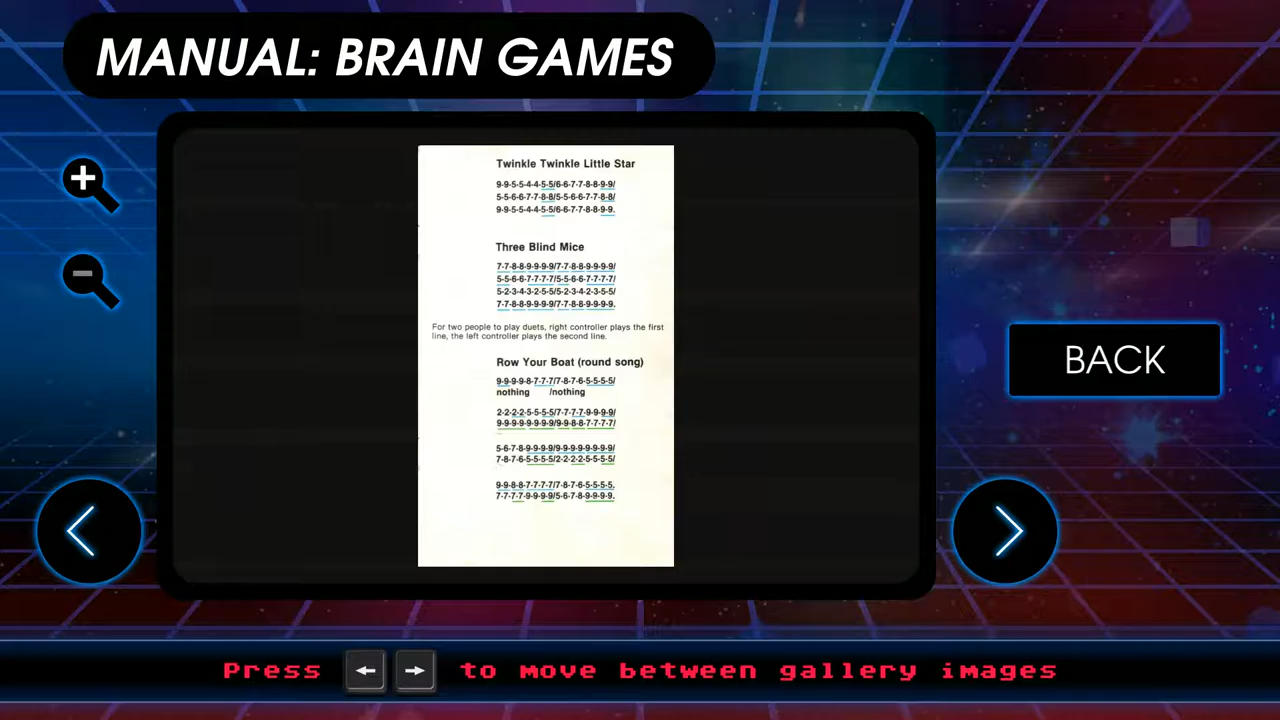 MANUAL: BRAIN GAMES
Twinkle Twinkle Little Star
9-9-5-5-4-4-5-5/6-6-7-7-8-8-9-9/
5-5-6-6-7-7-8-8/5-5-6-6-7-7-8-8/
9-9-5-5-4-4-5-5/6-6-7-7-8-8-9-9.
Three Blind Mice
7-7-8-8-9-9-9-9/7-7-8-8-9-9-9-9/
5-5-6-6-7-7-7-7/5-5-6-6-7-7-7-7/
5-2-3-4-3-2-5-5/5-2-3-4-2-3-5-5/
7-7-8-8-9-9-9-9/7-7-8-8-9-9-9-9.
For two people to play duets, right controller plays the first
line, the left controller plays the second line.
Row Your Boat (round song)
9-9-9-9-8-7-7-7/7-8-7-6-5-5-5-5/
nothing /nothing
2-2-2-2-5-5-5-5/7-7-7-7-9-9-9-9/
9-9-9-9-9-9-9-9/9-9-8-8-7-7-7-7/
5-6-7-8-9-9-9-9/9-9-9-9-9-9-9-9/
7-8-7-6-5-5-5-5/2-2-2-2-5-5-5-5/
9-9-8-8-7-7-7-7/7-8-7-6-5-5-5-5.
7-7-7-7-9-9-9-9/5-6-7-8-9-9-9-9.
BACK
Press ← → to move between gallery images